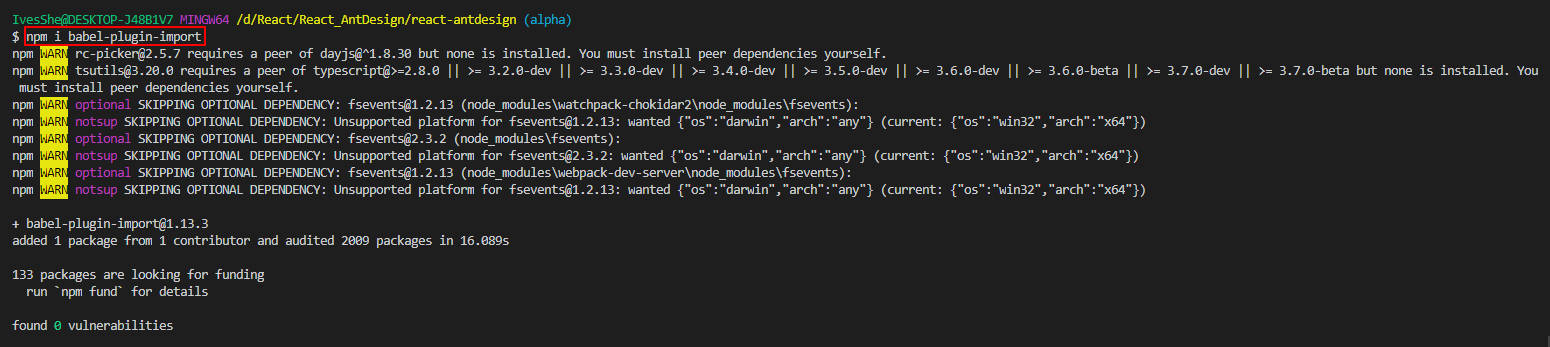 IvesShe@DESKTOP-J48B1V7 MINGW64 /d/React/React_AntDesign/react-antdesign (alpha)
$ npm i babel-plugin-import
npm WARN rc-picker@2.5.7 requires a peer of dayjs@^1.8.30 but none is installed. You must install peer dependencies yourself.
npm WARN tsutils@3.20.0 requires a peer of typescript@>=2.8.0 || >= 3.2.0-dev || >= 3.3.0-dev || >= 3.4.0-dev || >= 3.5.0-dev || >= 3.6.0-dev || >= 3.6.0-beta || >= 3.7.0-dev || >= 3.7.0-beta but none is installed. You
must install peer dependencies yourself.
npm WARN optional SKIPPING OPTIONAL DEPENDENCY: fsevents@1.2.13 (node_modules\watchpack-chokidar2\node_modules\fsevents):
npm WARN notsup SKIPPING OPTIONAL DEPENDENCY: Unsupported platform for fsevents@1.2.13: wanted {"os":"darwin","arch":"any"} (current: {"os":"win32","arch":"x64"})
npm WARN optional SKIPPING OPTIONAL DEPENDENCY: fsevents@2.3.2 (node_modules\fsevents):
npm WARN notsup SKIPPING OPTIONAL DEPENDENCY: Unsupported platform for fsevents@2.3.2: wanted {"os":"darwin","arch":"any"} (current: {"os":"win32","arch":"x64"})
npm WARN optional SKIPPING OPTIONAL DEPENDENCY: fsevents@1.2.13 (node_modules\webpack-dev-server\node_modules\fsevents):
npm WARN notsup SKIPPING OPTIONAL DEPENDENCY: Unsupported platform for fsevents@1.2.13: wanted {"os":"darwin","arch":"any"} (current: {"os":"win32","arch":"x64"})
+ babel-plugin-import@1.13.3
added 1 package from 1 contributor and audited 2009 packages in 16.089s
133 packages are looking for funding
run `npm fund` for details
found 0 vulnerabilities